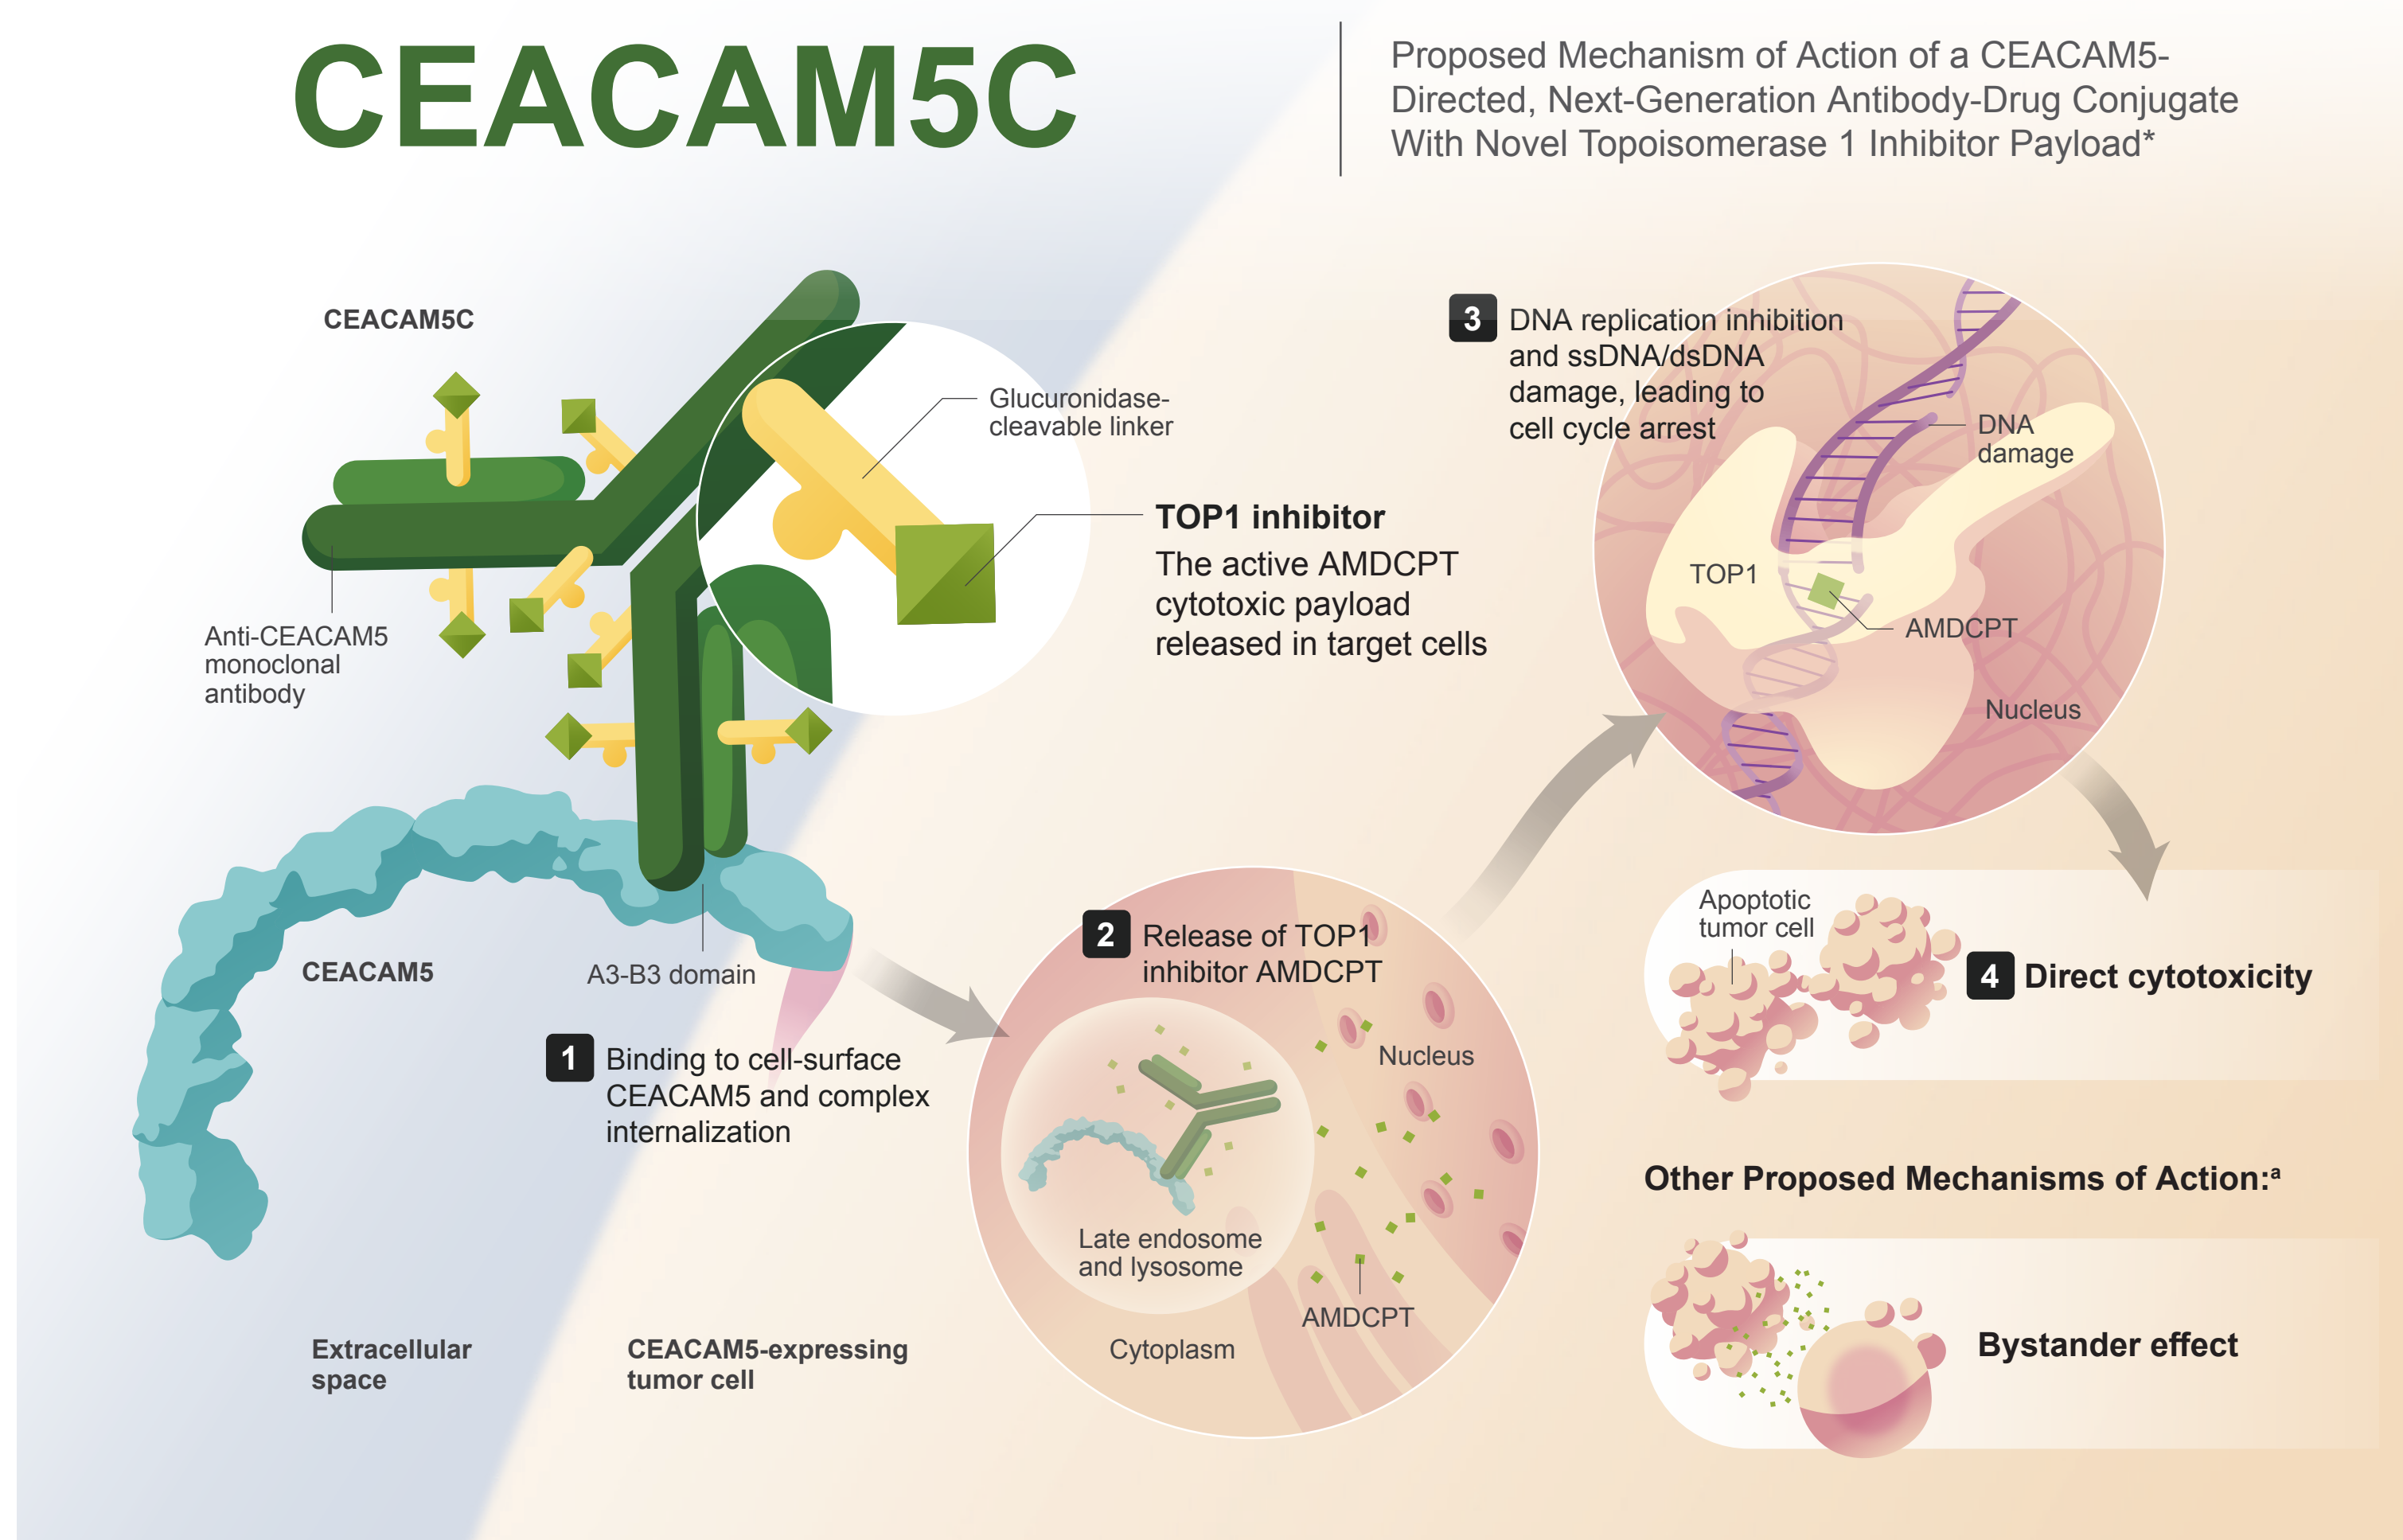 CEACAM5C
Proposed Mechanism of Action of a CEACAM5-
Directed, Next-Generation Antibody-Drug Conjugate
With Novel Topoisomerase 1 Inhibitor Payload*
CEACAM5C
Glucuronidase-
cleavable linker
TOP1 inhibitor
The active AMDCPT
cytotoxic payload
released in target cells
Anti-CEACAM5
monoclonal
antibody
CEACAM5
A3-B3 domain
1 Binding to cell-surface
CEACAM5 and complex
internalization
Extracellular
space
CEACAM5-expressing
tumor cell
2 Release of TOP1
inhibitor AMDCPT
Nucleus
Late endosome
and lysosome
AMDCPT
Cytoplasm
3 DNA replication inhibition
and ssDNA/dsDNA
damage, leading to
cell cycle arrest
DNA
damage
TOP1
AMDCPT
Nucleus
Apoptotic
tumor cell
4 Direct cytotoxicity
Other Proposed Mechanisms of Action:ª
Bystander effect